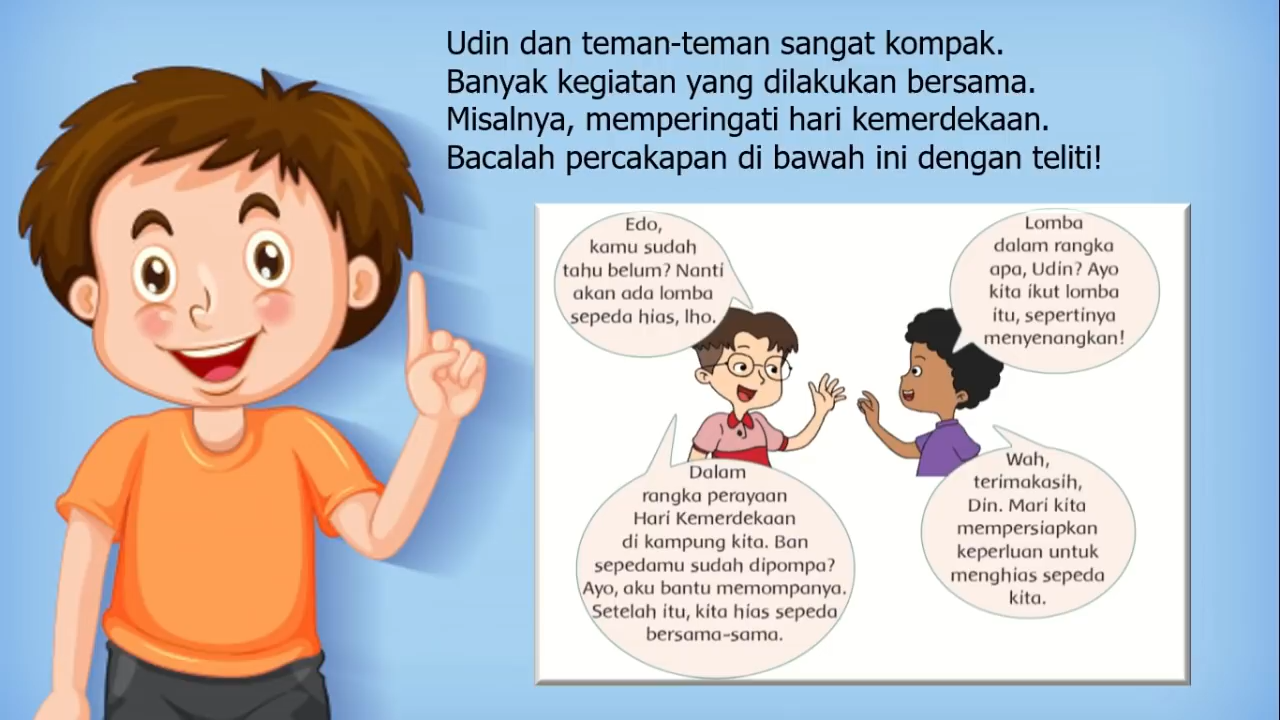 Udin dan teman-teman sangat kompak.
Banyak kegiatan yang dilakukan bersama.
Misalnya, memperingati hari kemerdekaan.
Bacalah percakapan di bawah ini dengan teliti!
Edo,
kamu sudah
tahu belum? Nanti
akan ada lomba
sepeda hias, lho.
Lomba
dalam rangka
apa, Udin? Ayo
kita ikut lomba
itu, sepertinya
menyenangkan!
Dalam
rangka perayaan
Hari Kemerdekaan
di kampung kita. Ban
sepedamu sudah dipompa?
Ayo, aku bantu memompanya.
Setelah itu, kita hias sepeda
bersama-sama.
Wah,
terimakasih,
Din. Mari kita
mempersiapkan
keperluan untuk
menghias sepeda
kita.